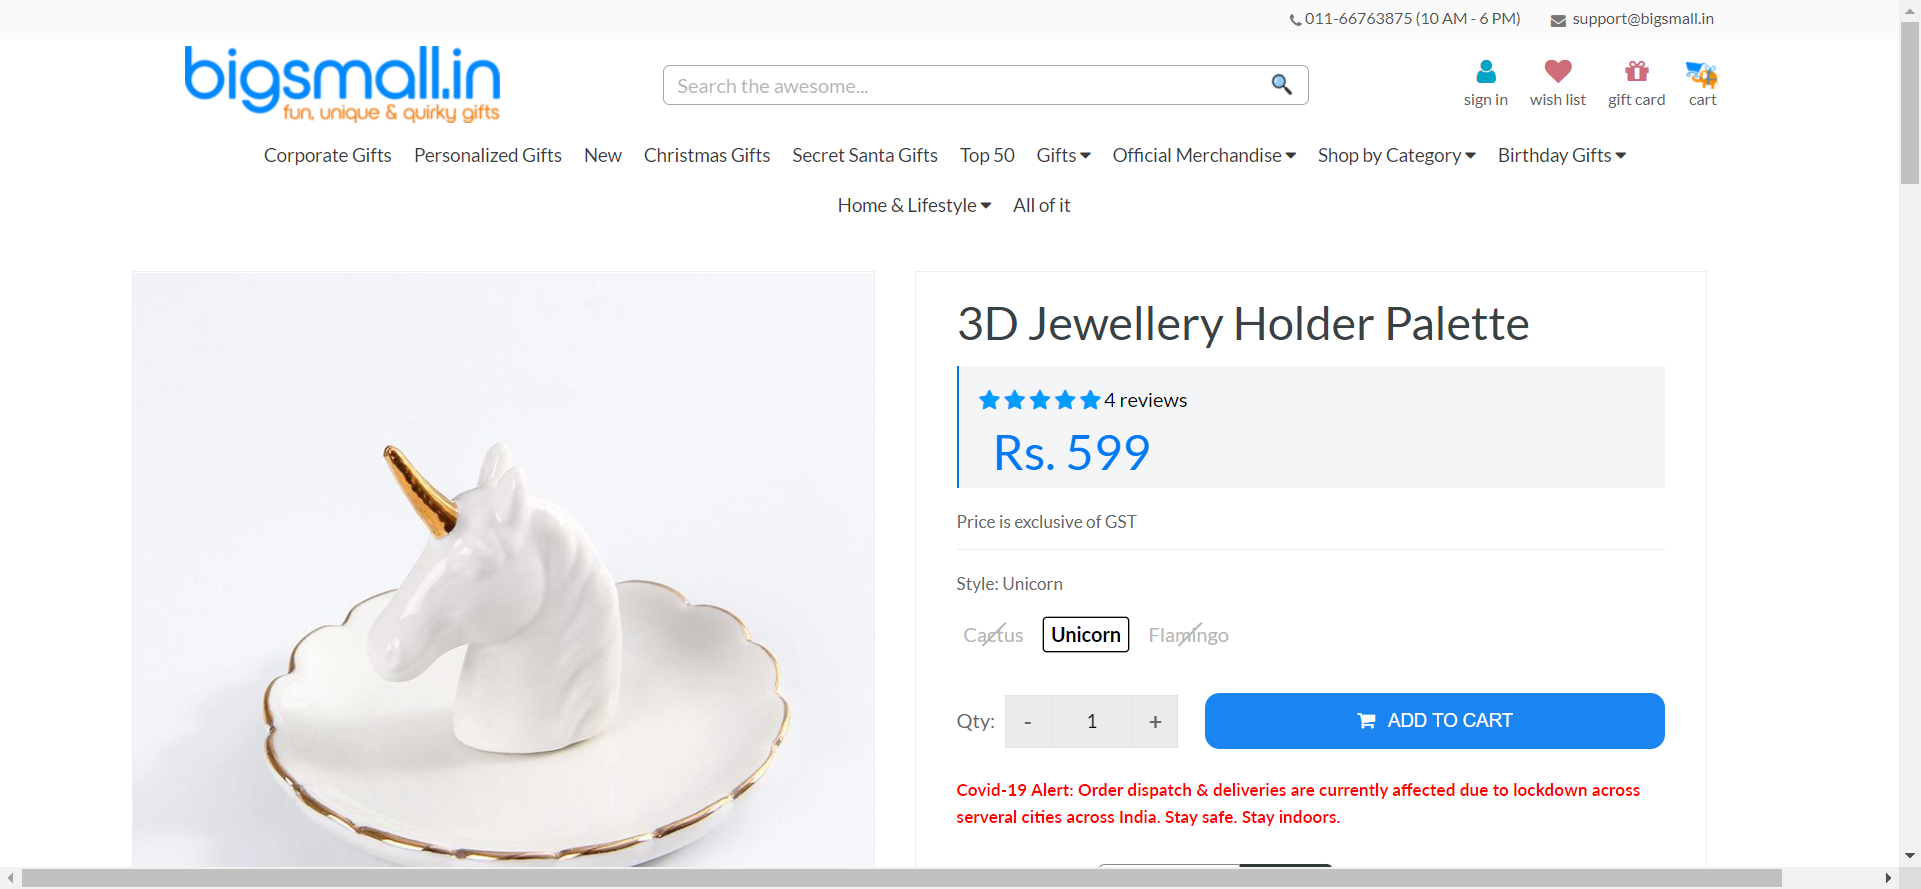 011-66763875 (10 AM - 6 PM) support@bigsmall.in
bigsmall.in
fun, unique & quirky gifts
Search the awesome...
sign in wish list gift card cart
Corporate Gifts Personalized Gifts New Christmas Gifts Secret Santa Gifts Top 50 Gifts Official Merchandise Shop by Category Birthday Gifts
Home & Lifestyle All of it
3D Jewellery Holder Palette
4 reviews
Rs. 599
Price is exclusive of GST
Style: Unicorn
Cactus Unicorn Flamingo
Qty: - 1 + ADD TO CART
Covid-19 Alert: Order dispatch & deliveries are currently affected due to lockdown across
serveral cities across India. Stay safe. Stay indoors.